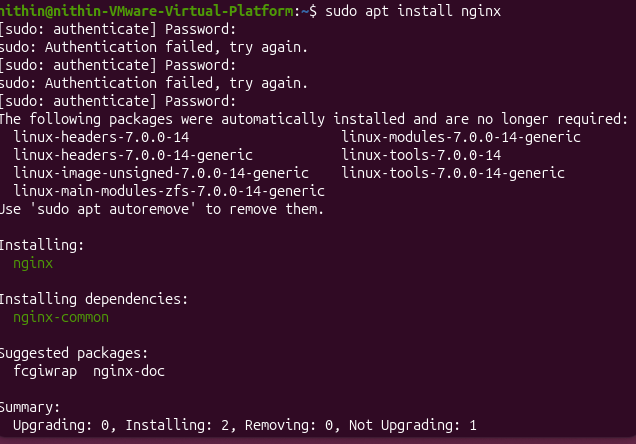 nithin@nithin-VMware-Virtual-Platform:~$ sudo apt install nginx
[sudo: authenticate] Password:
sudo: Authentication failed, try again.
[sudo: authenticate] Password:
sudo: Authentication failed, try again.
[sudo: authenticate] Password:
The following packages were automatically installed and are no longer required:
  linux-headers-7.0.0-14                   linux-modules-7.0.0-14-generic
  linux-headers-7.0.0-14-generic           linux-tools-7.0.0-14
  linux-image-unsigned-7.0.0-14-generic    linux-tools-7.0.0-14-generic
  linux-main-modules-zfs-7.0.0-14-generic
Use 'sudo apt autoremove' to remove them.

Installing:
  nginx

Installing dependencies:
  nginx-common

Suggested packages:
  fcgiwrap  nginx-doc

Summary:
  Upgrading: 0, Installing: 2, Removing: 0, Not Upgrading: 1